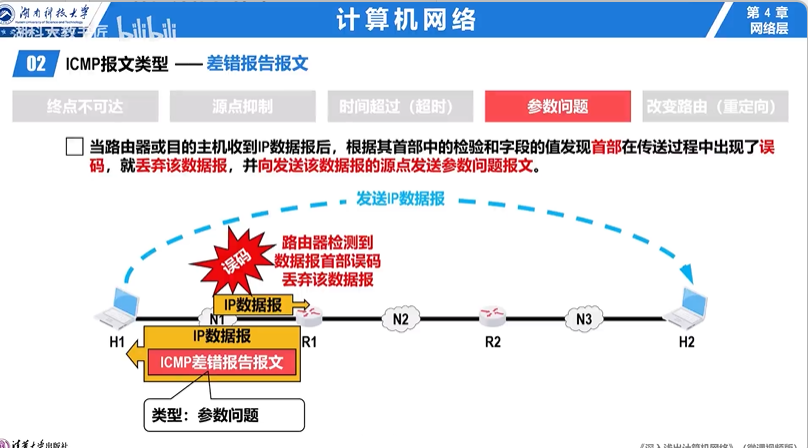 湖南科技大学
湖科大教书匠 bilibili
计算机网络
第 4 章
网络层
02 ICMP报文类型 —— 差错报告报文
终点不可达 源点抑制 时间超过（超时） 参数问题 改变路由（重定向）
当路由器或目的主机收到IP数据报后，根据其首部中的检验和字段的值发现首部在传送过程中出现了误
码，就丢弃该数据报，并向发送该数据报的源点发送参数问题报文。
发送IP数据报
误码
路由器检测到
数据报首部误码
丢弃该数据报
IP数据报
N1
N2
N3
H1
R1
R2
H2
IP数据报
ICMP差错报告报文
类型：参数问题
清华大学出版社
《深入浅出计算机网络》（微课视频版）